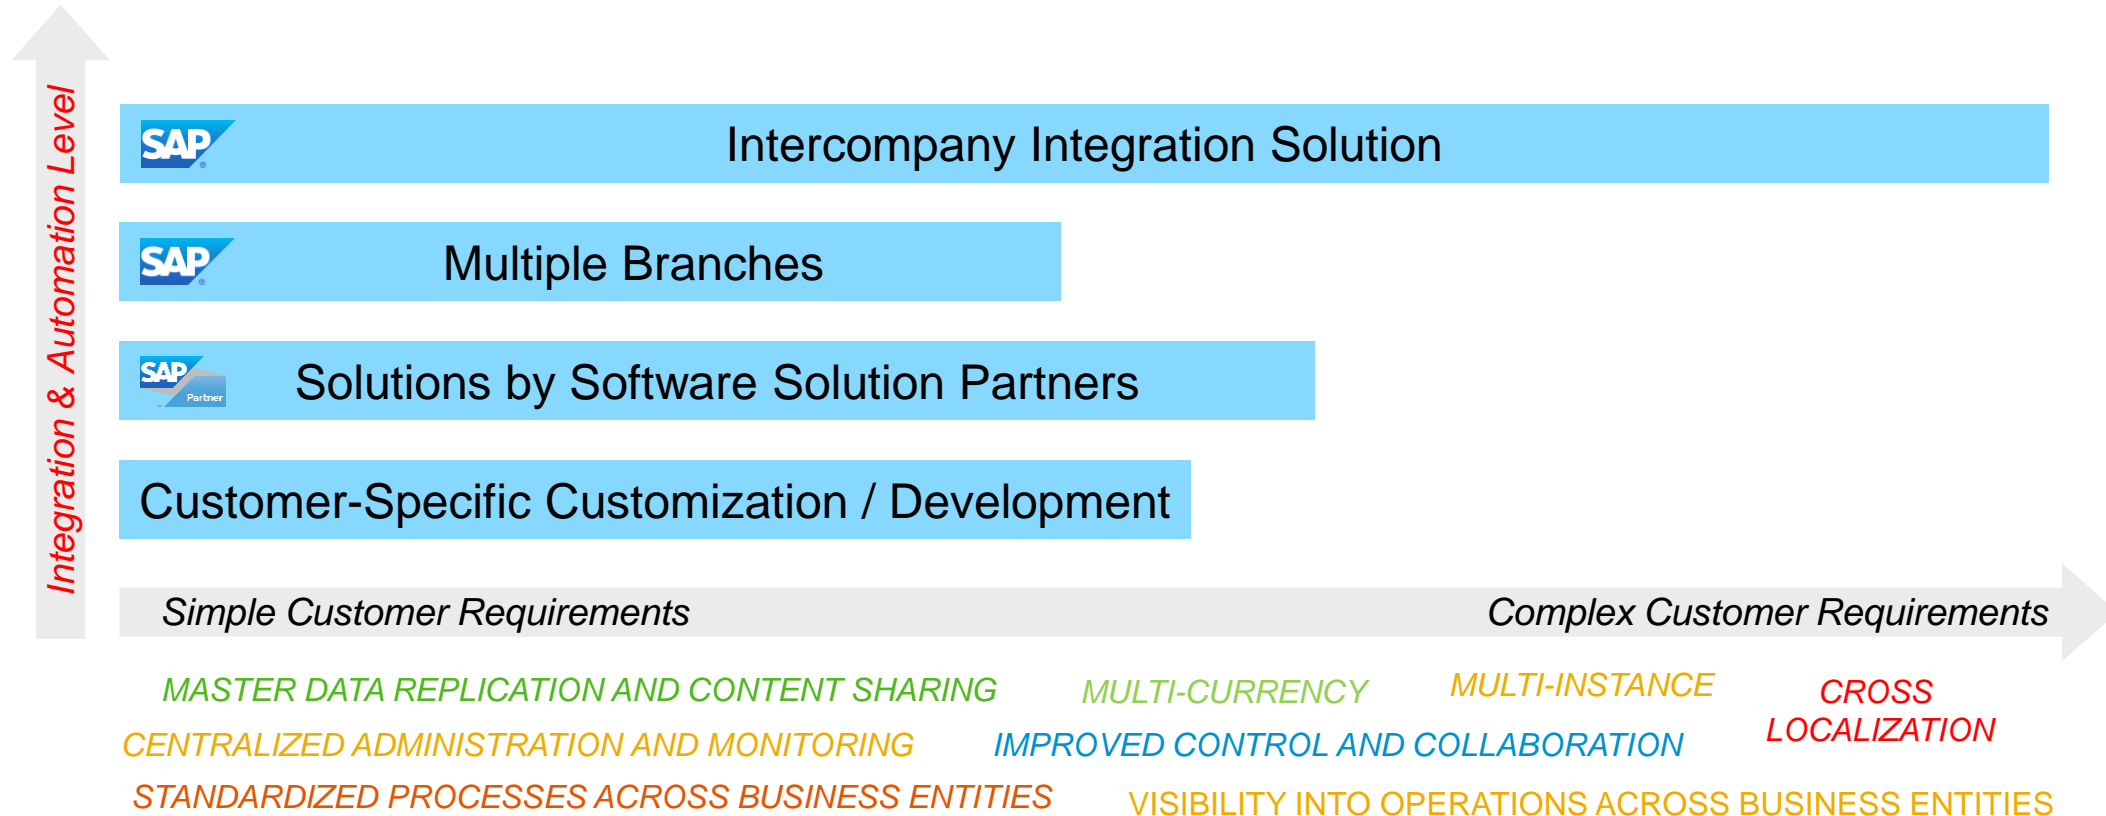 Integration & Automation Level
SAP ®
Intercompany Integration Solution
SAP ®
Multiple Branches
SAP
Partner
Solutions by Software Solution Partners
Customer-Specific Customization / Development
Simple Customer Requirements
Complex Customer Requirements
MASTER DATA REPLICATION AND CONTENT SHARING
MULTI-CURRENCY
MULTI-INSTANCE
CROSS
LOCALIZATION
CENTRALIZED ADMINISTRATION AND MONITORING
IMPROVED CONTROL AND COLLABORATION
STANDARDIZED PROCESSES ACROSS BUSINESS ENTITIES
VISIBILITY INTO OPERATIONS ACROSS BUSINESS ENTITIES